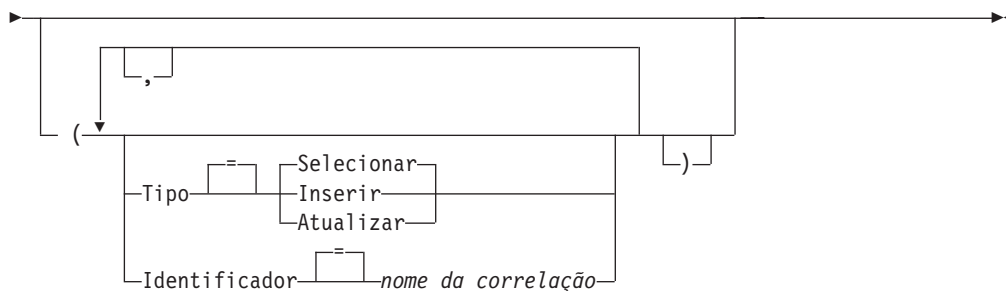 ,
(
)
Tipo = Selecionar
Inserir
Atualizar
Identificador = nome da correlação